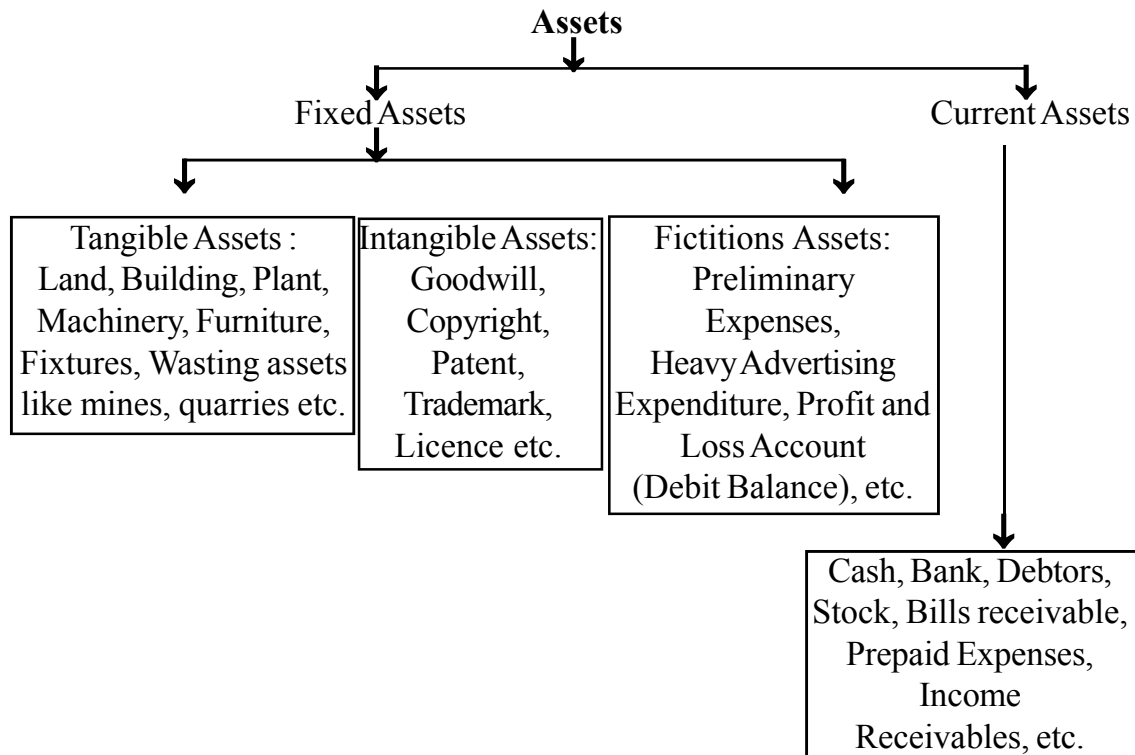 Assets
Fixed Assets
Current Assets
Tangible Assets :
Land, Building, Plant,
Machinery, Furniture,
Fixtures, Wasting assets
like mines, quarries etc.
Intangible Assets:
Goodwill,
Copyright,
Patent,
Trademark,
Licence etc.
Fictitions Assets:
Preliminary
Expenses,
Heavy Advertising
Expenditure, Profit and
Loss Account
(Debit Balance), etc.
Cash, Bank, Debtors,
Stock, Bills receivable,
Prepaid Expenses,
Income
Receivables, etc.